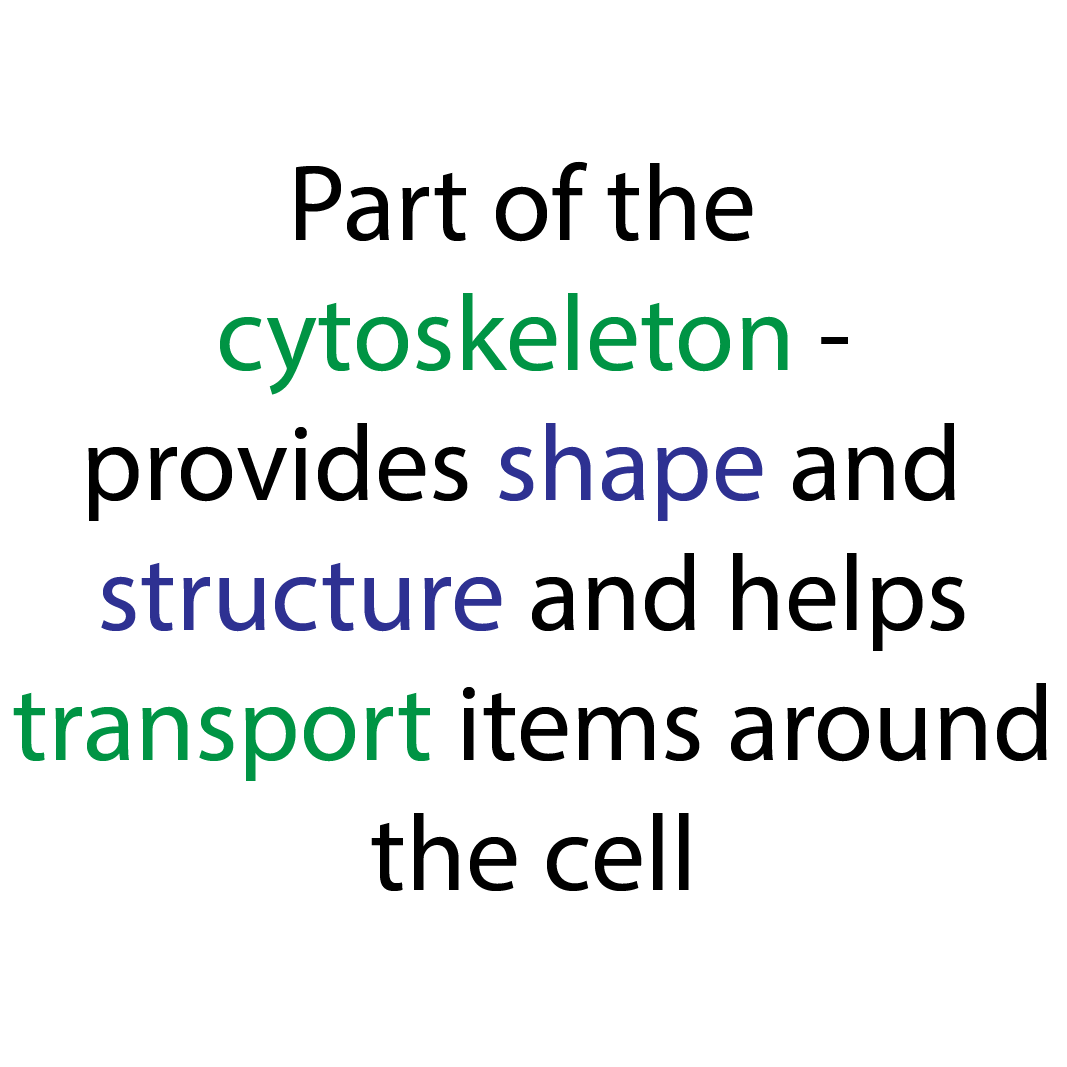 Part of the
cytoskeleton -
provides shape and
structure and helps
transport items around
the cell